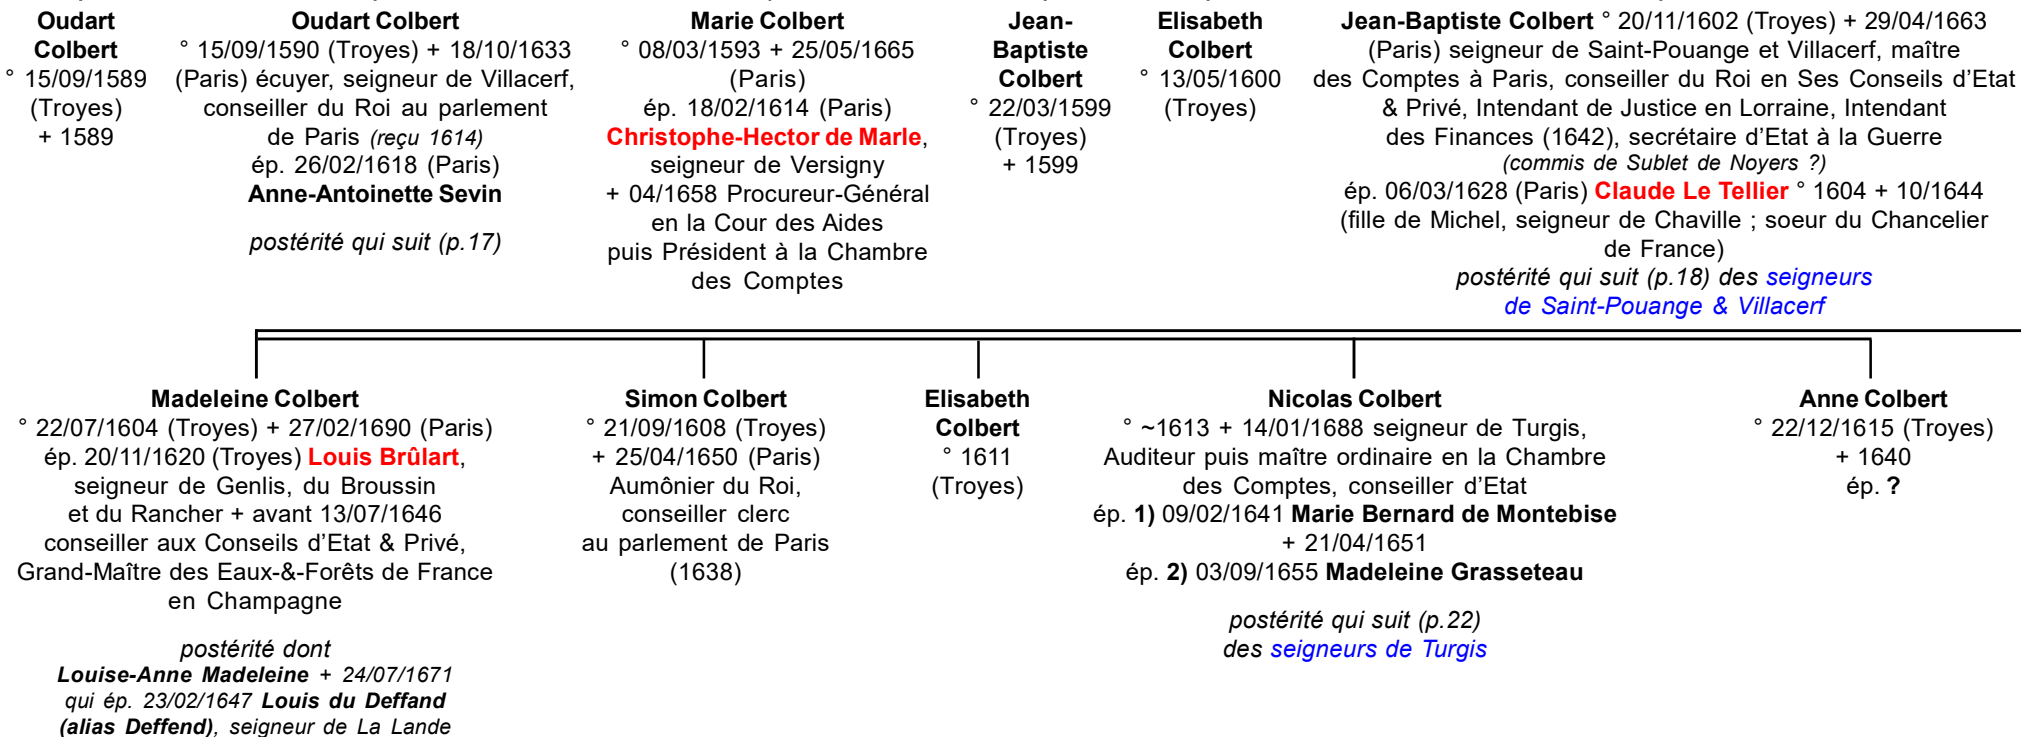 Oudart
Colbert
° 15/09/1589
(Troyes)
+ 1589
Oudart Colbert
° 15/09/1590 (Troyes) + 18/10/1633
(Paris) écuyer, seigneur de Villacerf,
conseiller du Roi au parlement
de Paris (reçu 1614)
ép. 26/02/1618 (Paris)
Anne-Antoinette Sevin
postérité qui suit (p.17)
Marie Colbert
° 08/03/1593 + 25/05/1665
(Paris)
ép. 18/02/1614 (Paris)
Christophe-Hector de Marle,
seigneur de Versigny
+ 04/1658 Procureur-Général
en la Cour des Aides
puis Président à la Chambre
des Comptes
Jean-
Baptiste
Colbert
° 22/03/1599
(Troyes)
+ 1599
Elisabeth
Colbert
° 13/05/1600
(Troyes)
Jean-Baptiste Colbert ° 20/11/1602 (Troyes) + 29/04/1663
(Paris) seigneur de Saint-Pouange et Villacerf, maître
des Comptes à Paris, conseiller du Roi en Ses Conseils d'Etat
& Privé, Intendant de Justice en Lorraine, Intendant
des Finances (1642), secrétaire d'Etat à la Guerre
(commis de Sublet de Noyers ?)
ép. 06/03/1628 (Paris) Claude Le Tellier ° 1604 + 10/1644
(fille de Michel, seigneur de Chaville ; soeur du Chancelier
de France)
postérité qui suit (p.18) des seigneurs
de Saint-Pouange & Villacerf
Madeleine Colbert
° 22/07/1604 (Troyes) + 27/02/1690 (Paris)
ép. 20/11/1620 (Troyes) Louis Brûlart,
seigneur de Genlis, du Broussin
et du Rancher + avant 13/07/1646
conseiller aux Conseils d'Etat & Privé,
Grand-Maître des Eaux-&-Forêts de France
en Champagne
postérité dont
Louise-Anne Madeleine + 24/07/1671
qui ép. 23/02/1647 Louis du Deffand
(alias Deffend), seigneur de La Lande
Simon Colbert
° 21/09/1608 (Troyes)
+ 25/04/1650 (Paris)
Aumônier du Roi,
conseiller clerc
au parlement de Paris
(1638)
Elisabeth
Colbert
° 1611
(Troyes)
Nicolas Colbert
° ~1613 + 14/01/1688 seigneur de Turgis,
Auditeur puis maître ordinaire en la Chambre
des Comptes, conseiller d'Etat
ép. 1) 09/02/1641 Marie Bernard de Montebise
+ 21/04/1651
ép. 2) 03/09/1655 Madeleine Grasseteau
postérité qui suit (p.22)
des seigneurs de Turgis
Anne Colbert
° 22/12/1615 (Troyes)
+ 1640
ép. ?